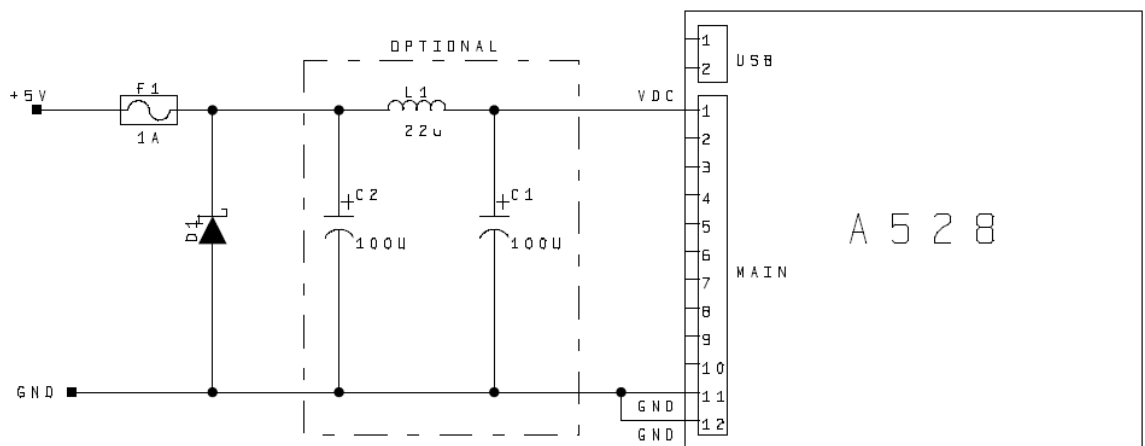 OPTIONAL
+5V
F1
1A
L1
22u
VDC
D1
+C2
100U
+C1
100U
GND
GND
GND
1
2
USB
1
2
3
4
5
6
7
8
9
10
11
12
MAIN
A528